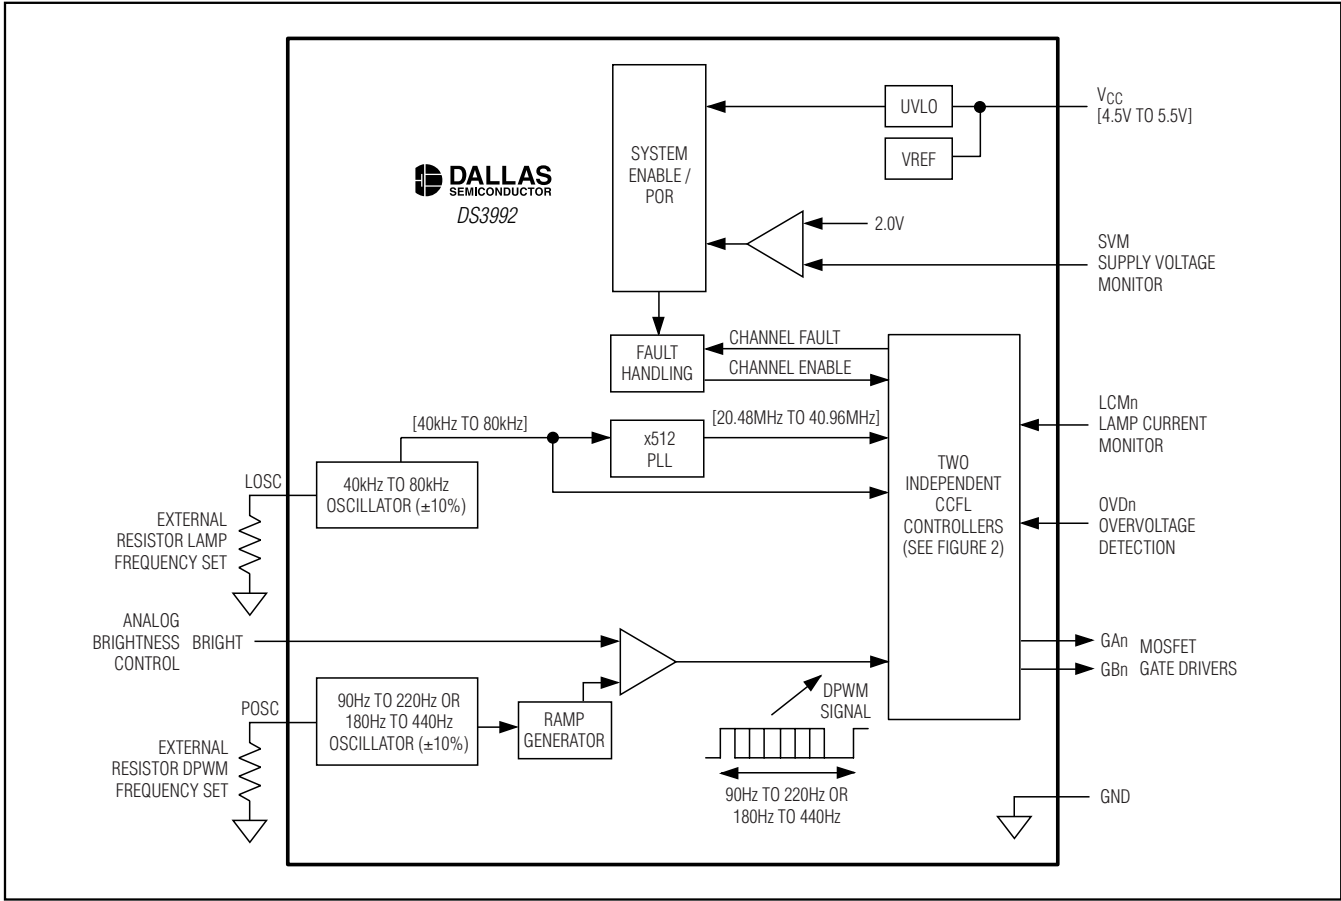 DALLAS
SEMICONDUCTOR
DS3992
SYSTEM
ENABLE /
POR
UVLO
VREF
VCC
[4.5V TO 5.5V]
2.0V
SVM
SUPPLY VOLTAGE
MONITOR
FAULT
HANDLING
CHANNEL FAULT
CHANNEL ENABLE
[40kHz TO 80kHz]
x512
PLL
[20.48MHz TO 40.96MHz]
LOSC
40kHz TO 80kHz
OSCILLATOR (±10%)
EXTERNAL
RESISTOR LAMP
FREQUENCY SET
TWO
INDEPENDENT
CCFL
CONTROLLERS
(SEE FIGURE 2)
LCMn
LAMP CURRENT
MONITOR
OVDn
OVERVOLTAGE
DETECTION
ANALOG
BRIGHTNESS
CONTROL
BRIGHT
GAn
GBn
MOSFET
GATE DRIVERS
POSC
90Hz TO 220Hz OR
180Hz TO 440Hz
OSCILLATOR (±10%)
RAMP
GENERATOR
EXTERNAL
RESISTOR DPWM
FREQUENCY SET
DPWM
SIGNAL
90Hz TO 220Hz OR
180Hz TO 440Hz
GND